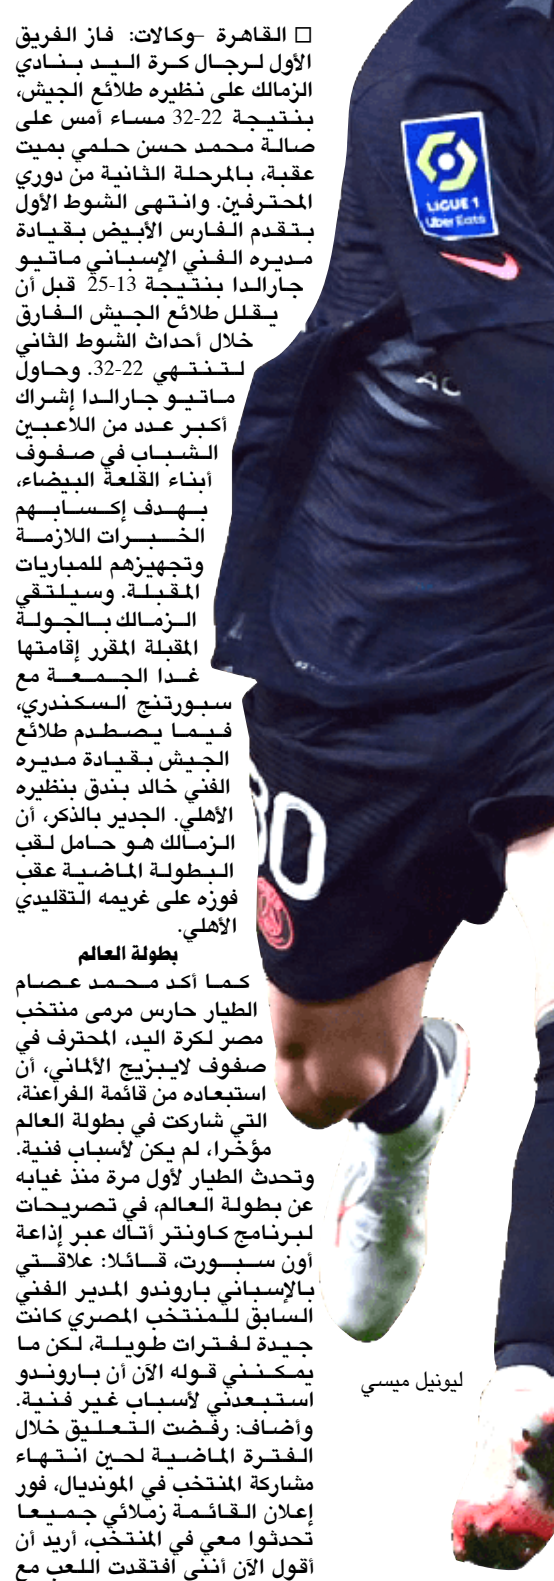 □ القاهرة -وكالات: فاز الفريق
الأول لرجال كرة اليد بنادي
الزمالك على نظيره طلائع الجيش،
بنتيجة 22-32 مساء أمس على
صالة محمد حسن حلمي بميت
عقبة، بالمرحلة الثانية من دوري
المحترفين. وانتهى الشوط الأول
بتقدم الفارس الأبيض بقيادة
مديره الفني الإسباني ماتيو
جارالدا بنتيجة 13-25 قبل أن
يقلل طلائع الجيش الفارق
خلال أحداث الشوط الثاني
لتنتهي 22-32. وحاول
ماتيو جارالدا إشراك
أكبر عدد من اللاعبين
الشباب في صفوف
أبناء القلعة البيضاء،
بهدف إكسابهم
الخبرات اللازمة
وتجهيزهم للمباريات
المقبلة. وسيلتقي
الزمالك بالجولة
المقبلة المقرر إقامتها
غدا الجمعة مع
سبورتنج السكندري،
فيما يصطدم طلائع
الجيش بقيادة مديره
الفني خالد بندق بنظيره
الأهلي. الجدير بالذكر، أن
الزمالك هو حامل لقب
البطولة الماضية عقب
فوزه على غريمه التقليدي
الأهلي.
بطولة العالم
كما أكد محمد عصام
الطيار حارس مرمى منتخب
مصر لكرة اليد، المحترف في
صفوف لايبزيج الألماني، أن
استبعاده من قائمة الفراعنة،
التي شاركت في بطولة العالم
مؤخرا، لم يكن لأسباب فنية.
وتحدث الطيار لأول مرة منذ غيابه
عن بطولة العالم، في تصريحات
لبرنامج كاونتر أتاك عبر إذاعة
أون سبورت، قائلا: علاقتي
بالإسباني باروندو المدير الفني
السابق للمنتخب المصري كانت
جيدة لفترات طويلة، لكن ما
يمكنني قوله الآن أن باروندو
استبعدني لأسباب غير فنية.
وأضاف: رفضت التعليق خلال
الفترة الماضية لحين انتهاء
مشاركة المنتخب في المونديال، فور
إعلان القائمة زملائي جميعا
تحدثوا معي في المنتخب، أريد أن
أقول الآن أنني افتقدت اللعب مع
LIGUE 1
Uber Eats
AC
30
ليونيل ميسي